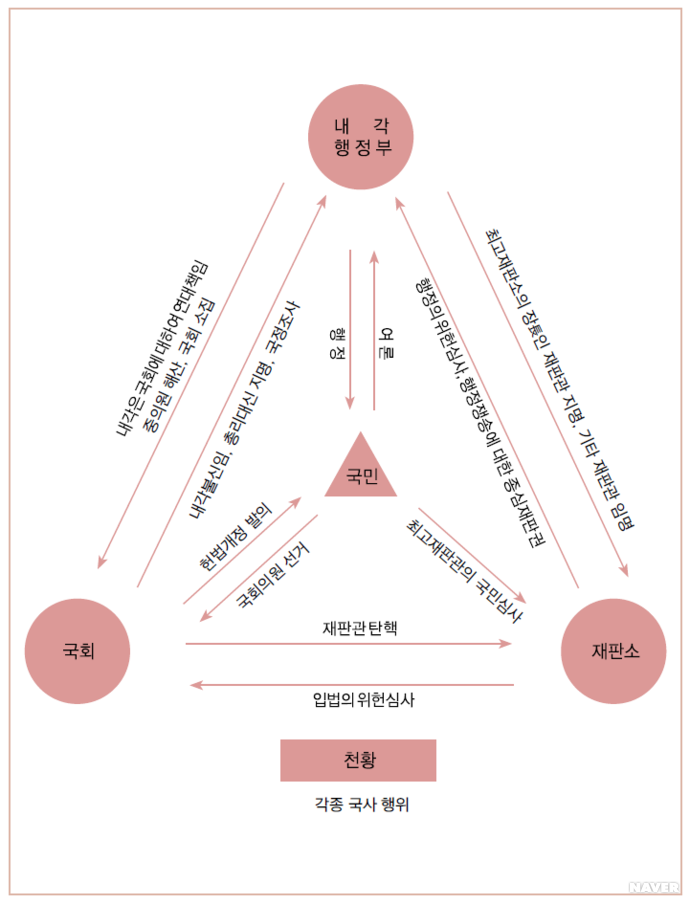 내 각
행 정 부
내각은 국회에 대하여 연대책임
중의원 해산, 국회 소집
내각불신임, 총리대신 지명, 국정조사
행정
여론
행정의 위헌심사, 행정쟁송에 대한 종심재판권
최고재판소의 장훗인 재판관 지명, 기타 재판관 임명
국민
헌법개정 발의
국회의원 선거
최고재판관의 국민심사
국회
재판관 탄핵
재판소
입법의 위헌심사
천황
각종 국사 행위
NAVER